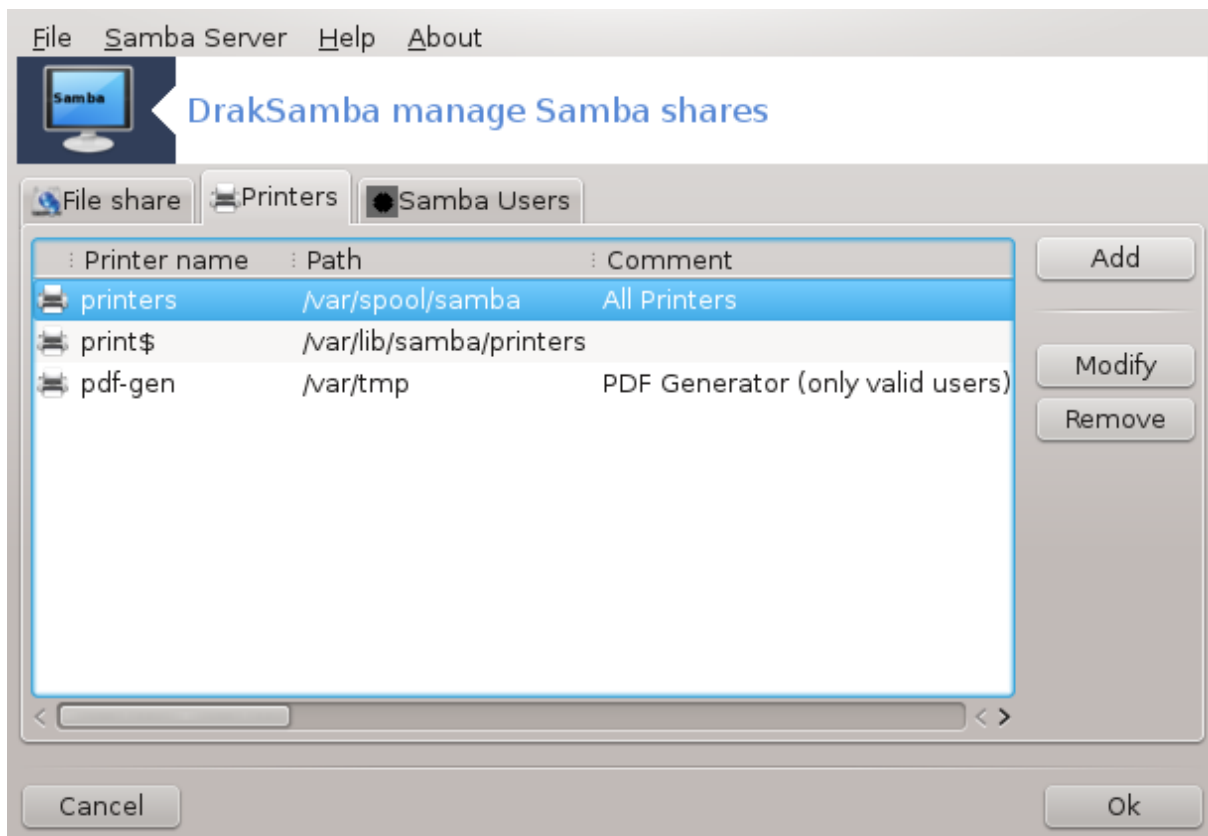 File Samba Server Help About
Samba
DrakSamba manage Samba shares
File share Printers Samba Users
Printer name Path Comment Add
printers /var/spool/samba All Printers
print$ /var/lib/samba/printers
Modify
pdf-gen /var/tmp PDF Generator (only valid users)
Remove
Cancel Ok